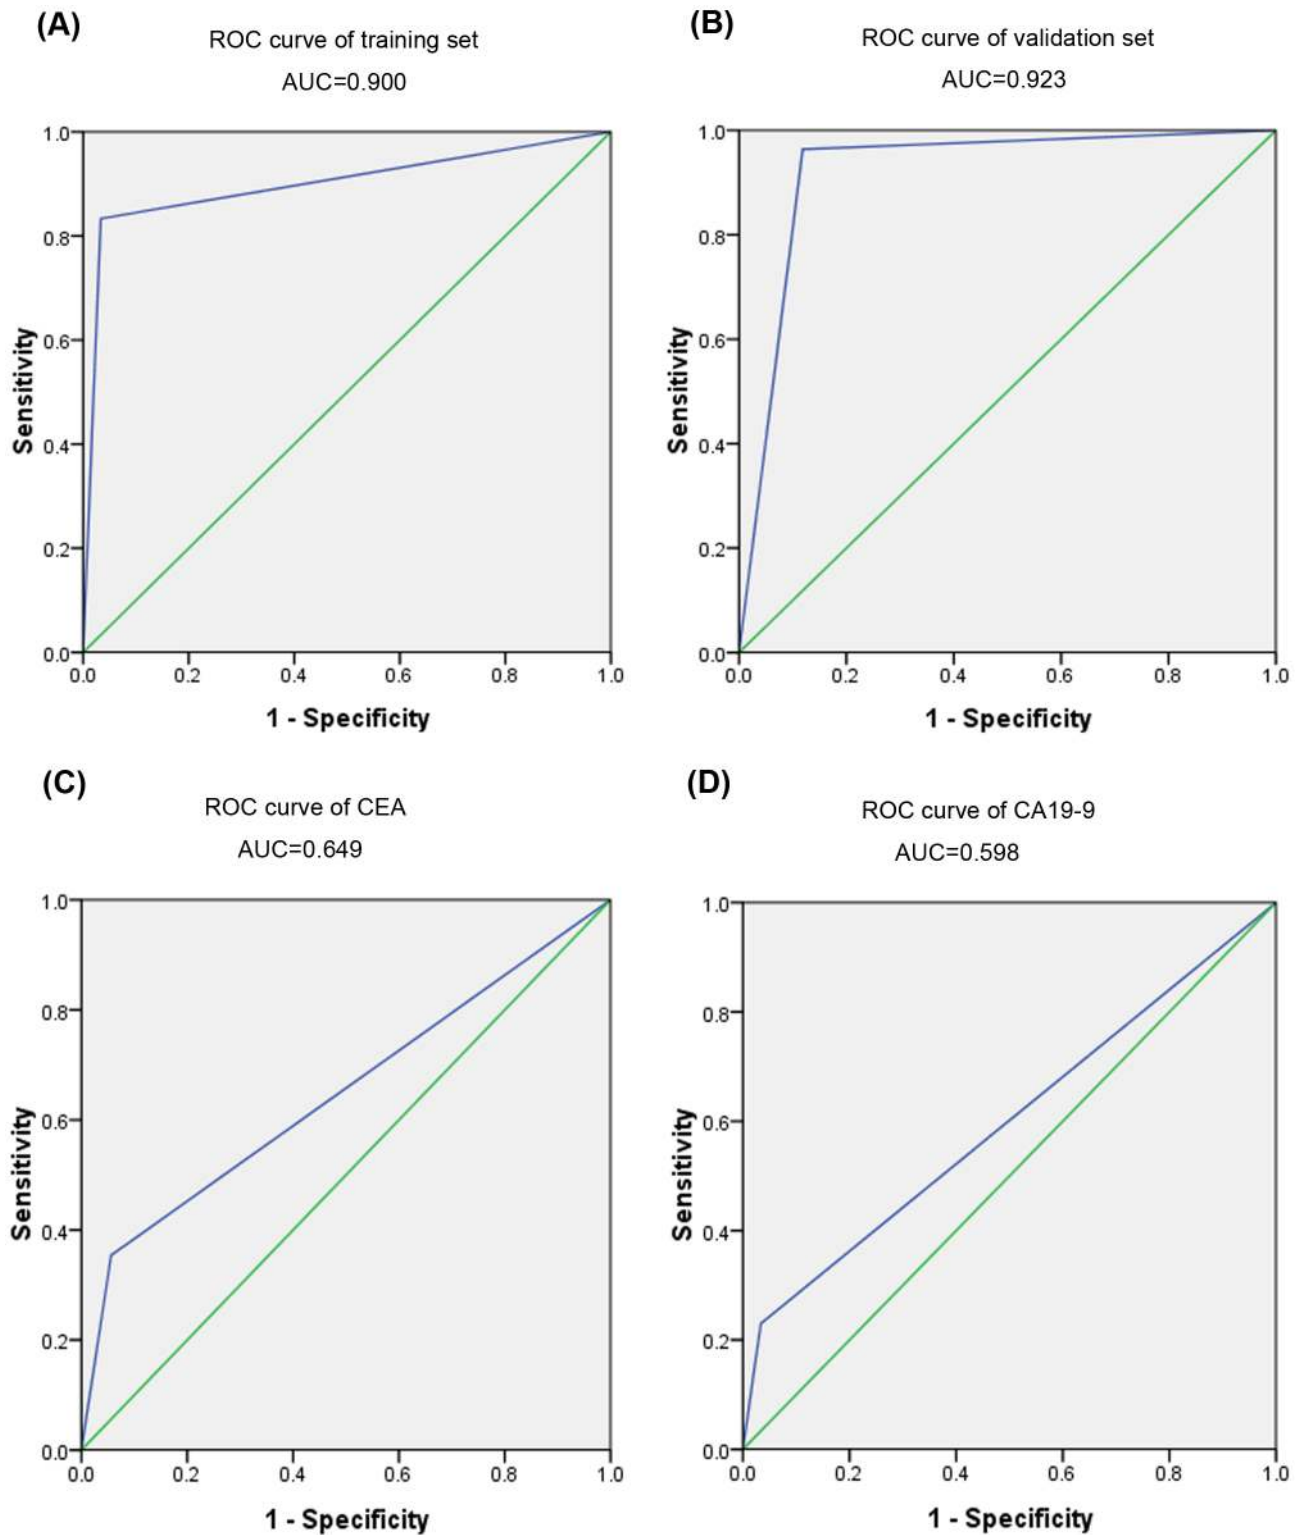 (A)
ROC curve of training set
AUC=0.900
1.0
0.8
0.6
0.4
0.2
0.0
Sensitivity
0.0 0.2 0.4 0.6 0.8 1.0
1 - Specificity
(B)
ROC curve of validation set
AUC=0.923
1.0
0.8
0.6
0.4
0.2
0.0
Sensitivity
0.0 0.2 0.4 0.6 0.8 1.0
1 - Specificity
(C)
ROC curve of CEA
AUC=0.649
1.0
0.8
0.6
0.4
0.2
0.0
Sensitivity
0.0 0.2 0.4 0.6 0.8 1.0
1 - Specificity
(D)
ROC curve of CA19-9
AUC=0.598
1.0
0.8
0.6
0.4
0.2
0.0
Sensitivity
0.0 0.2 0.4 0.6 0.8 1.0
1 - Specificity